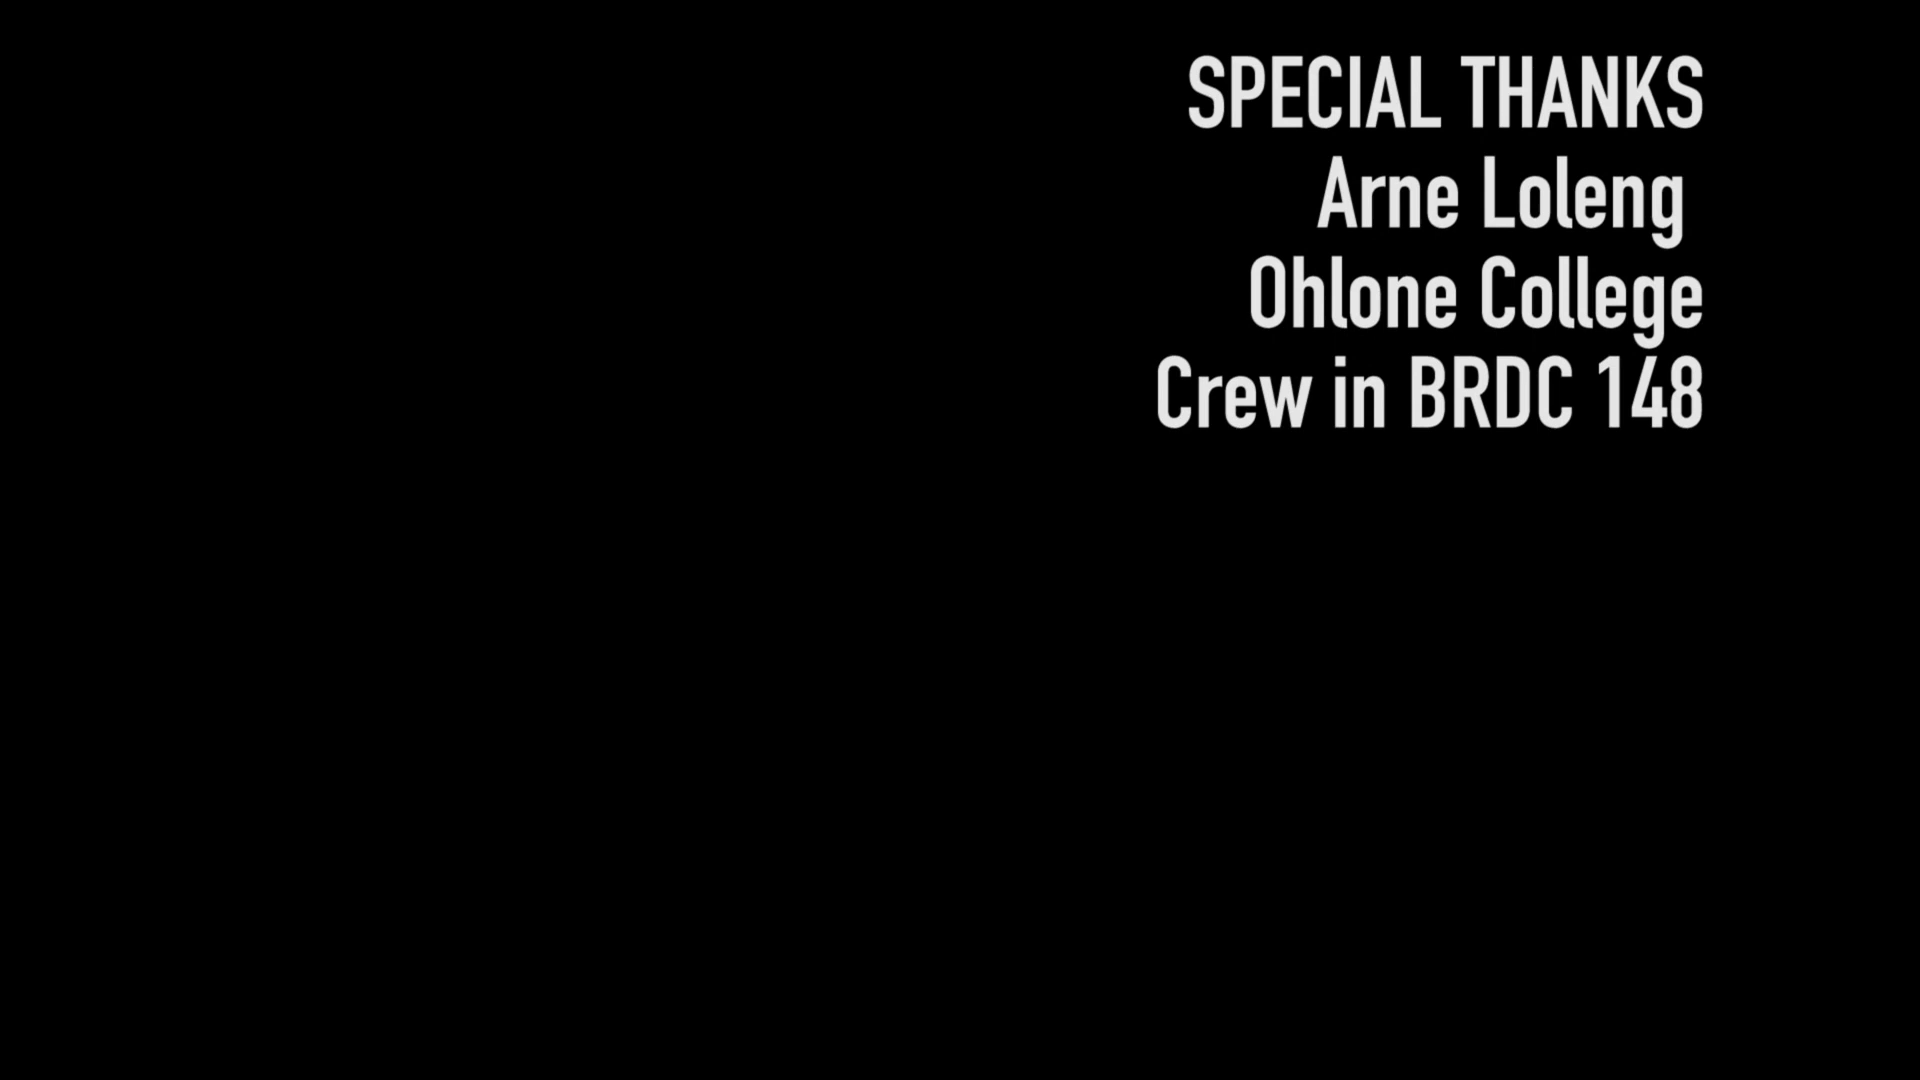 SPECIAL THANKS
Arne Loleng
Ohlone College
Crew in BRDC 148